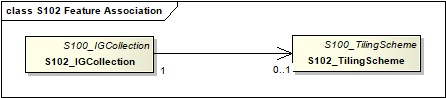 class S102 Feature Association
S100_IGCollection
S102_IGCollection
S100_TilingScheme
S102_TilingScheme
1
0..1